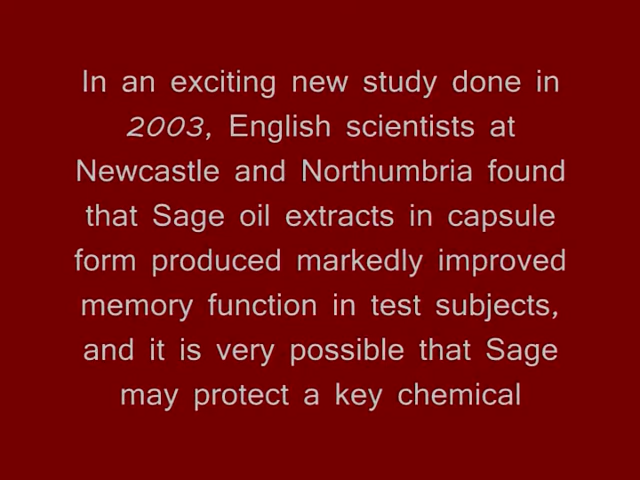 In an exciting new study done in
2003, English scientists at
Newcastle and Northumbria found
that Sage oil extracts in capsule
form produced markedly improved
memory function in test subjects,
and it is very possible that Sage
may protect a key chemical